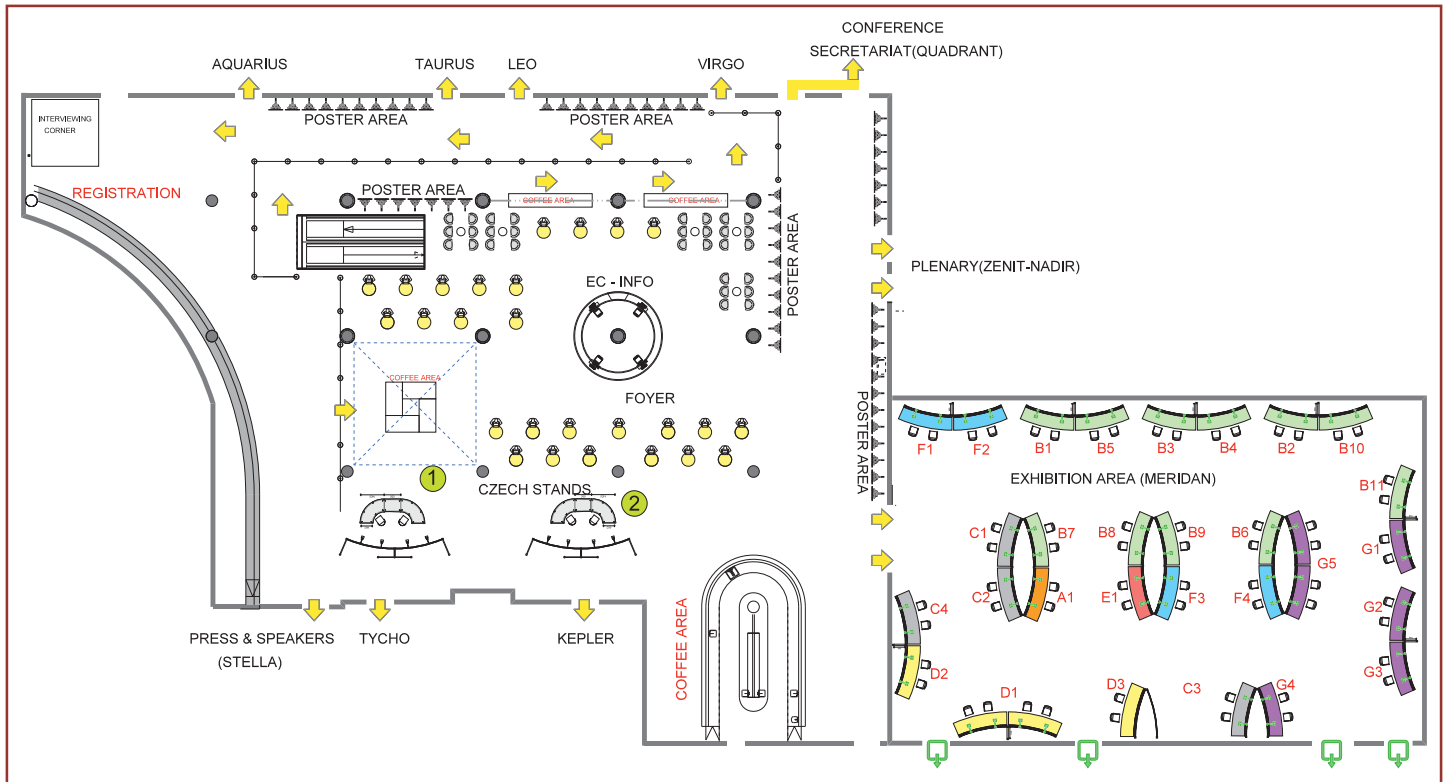 CONFERENCE
SECRETARIAT(QUADRANT)
AQUARIUS
TAURUS
LEO
VIRGO
INTERVIEWING
CORNER
POSTER AREA
POSTER AREA
REGISTRATION
POSTER AREA
COFFEE AREA
COFFEE AREA
POSTER AREA
PLENARY(ZENIT-NADIR)
EC - INFO
COFFEE AREA
FOYER
POSTER AREA
1
CZECH STANDS
2
F1
F2
B1
B5
B3
B4
B2
B10
EXHIBITION AREA (MERIDAN)
B11
C1
B7
B8
B9
B6
G1
G5
C2
A1
E1
F3
F4
C4
G2
D2
G3
PRESS & SPEAKERS
(STELLA)
TYCHO
KEPLER
COFFEE AREA
D1
D3
C3
G4